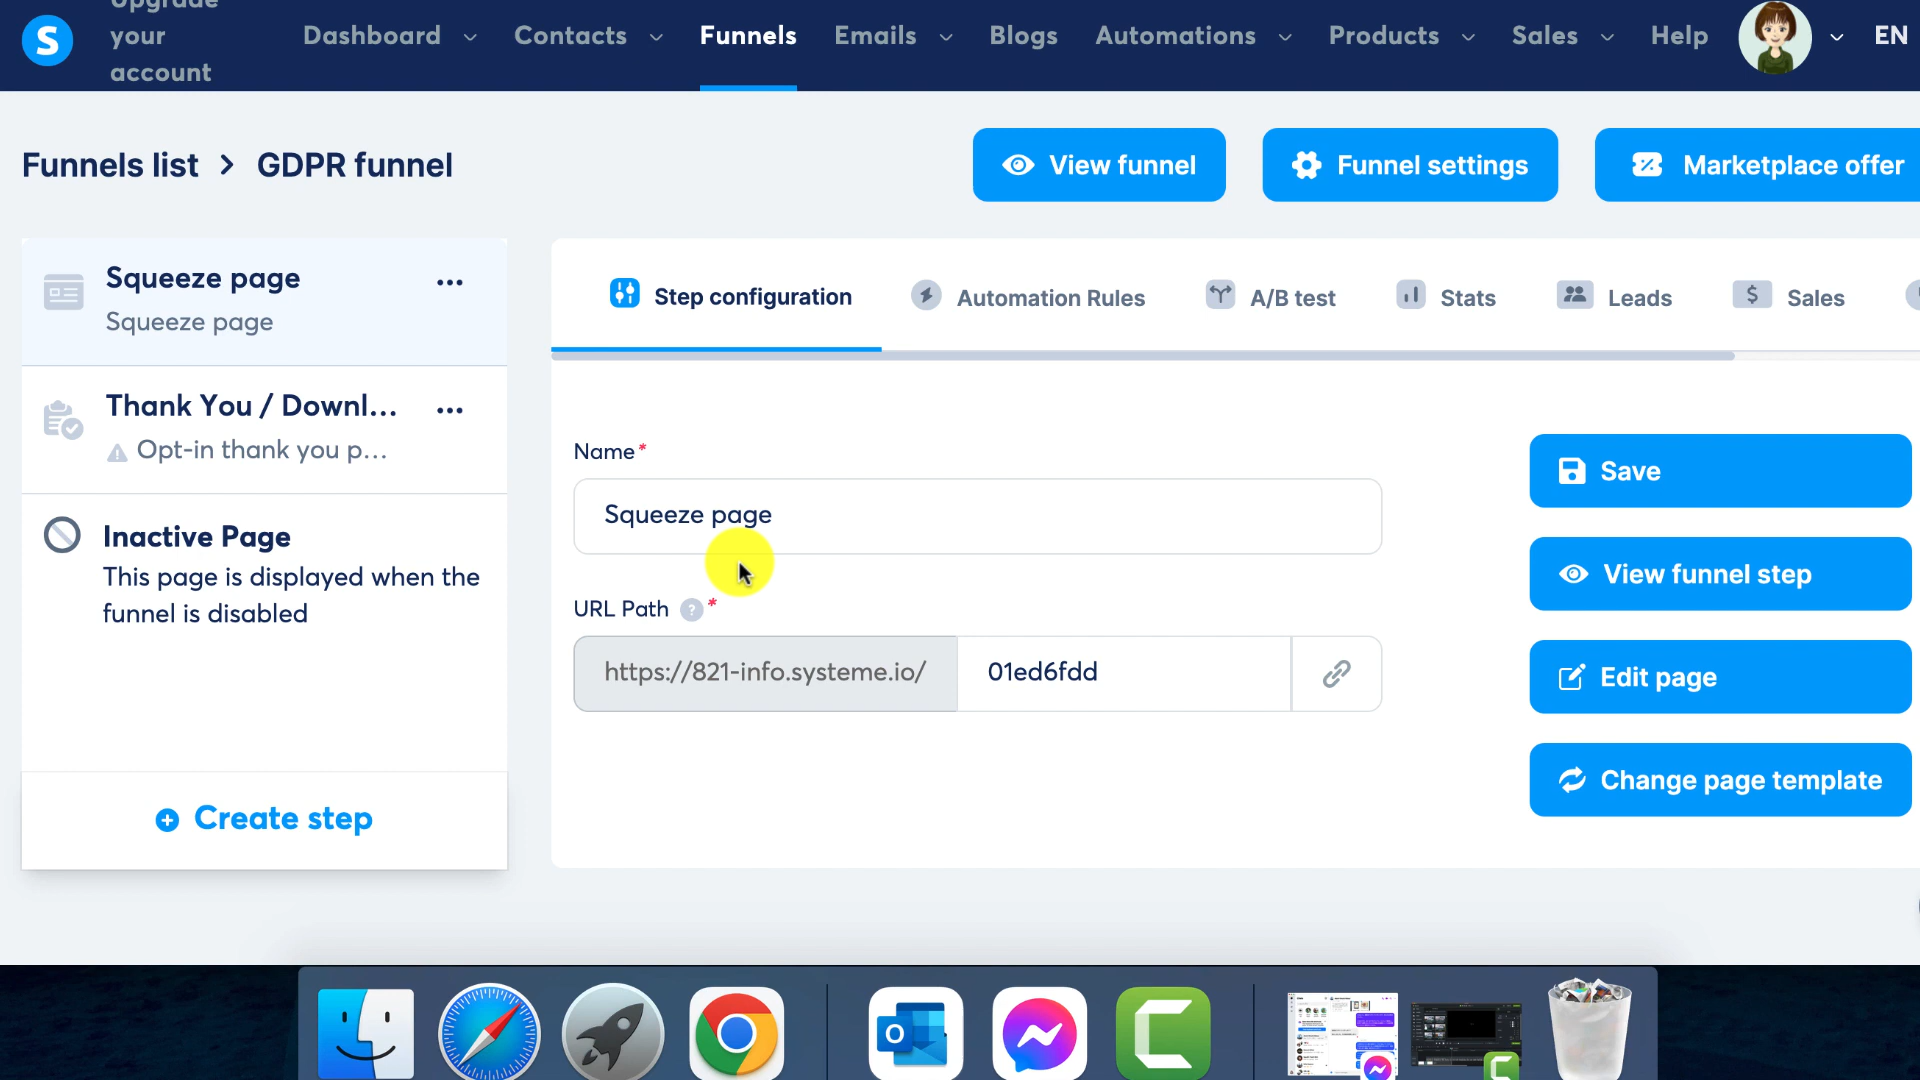 Upgrade
your
account
Dashboard
Contacts
Funnels
Emails
Blogs
Automations
Products
Sales
Help
EN
Funnels list > GDPR funnel
View funnel
Funnel settings
Marketplace offer
Squeeze page
Squeeze page
Thank You / Downl...
Opt-in thank you p...
Inactive Page
This page is displayed when the
funnel is disabled
Create step
Step configuration
Automation Rules
A/B test
Stats
Leads
Sales
Name*
Squeeze page
URL Path ? *
https://821-info.systeme.io/
01ed6fdd
Save
View funnel step
Edit page
Change page template